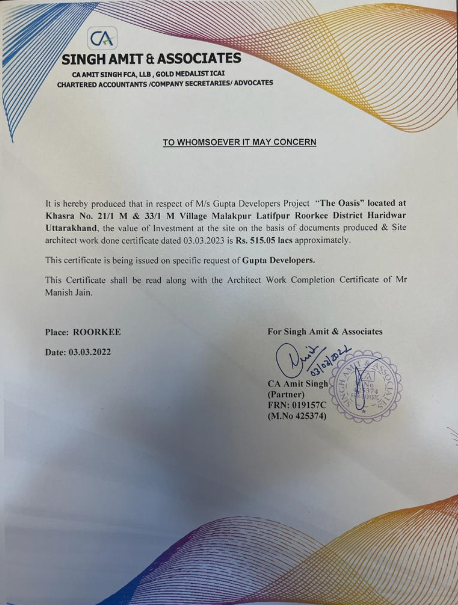 CA
SINGH AMIT & ASSOCIATES
CA AMIT SINGH FCA, LLB, GOLD MEDALIST ICAI
CHARTERED ACCOUNTANTS /COMPANY SECRETARIES/ ADVOCATES
TO WHOMSOEVER IT MAY CONCERN
It is hereby produced that in respect of M/s Gupta Developers Project "The Oasis" located at
Khasra No. 21/1 M & 33/1 M Village Malakpur Latifpur Roorkee District Haridwar
Uttarakhand, the value of Investment at the site on the basis of documents produced & Site
architect work done certificate dated 03.03.2023 is Rs. 515.05 lacs approximately.
This certificate is being issued on specific request of Gupta Developers.
This Certificate shall be read along with the Architect Work Completion Certificate of Mr
Manish Jain.
Place: ROORKEE
Date: 03.03.2022
For Singh Amit & Associates
CA Amit Singh
(Partner)
FRN: 019157C
(M.No 425374)
SINGH AMIT & ASSOCIATES